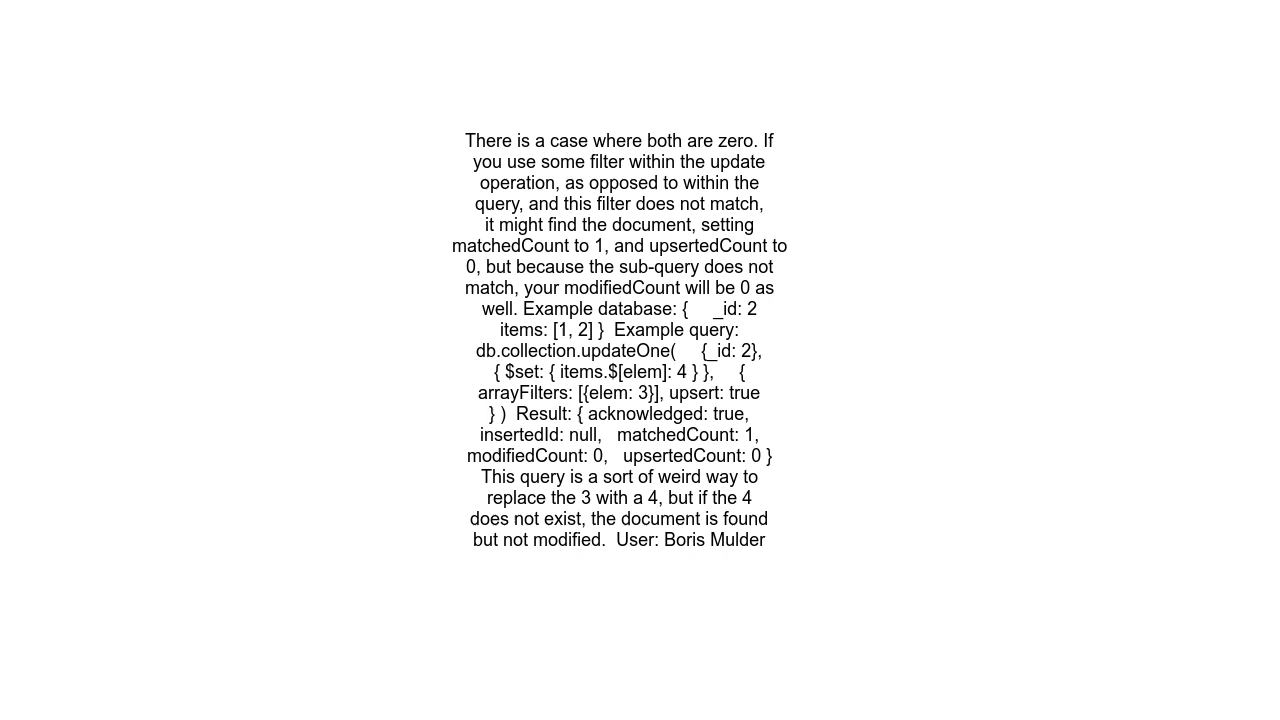 There is a case where both are zero. If
you use some filter within the update
operation, as opposed to within the
query, and this filter does not match,
it might find the document, setting
matchedCount to 1, and upsertedCount to
0, but because the sub-query does not
match, your modifiedCount will be 0 as
well. Example database: {     _id: 2
items: [1, 2] }  Example query:
db.collection.updateOne(     {_id: 2},
{ $set: { items.$[elem]: 4 } },     {
arrayFilters: [{elem: 3}], upsert: true
} )  Result: { acknowledged: true,
insertedId: null,   matchedCount: 1,
modifiedCount: 0,   upsertedCount: 0 }
This query is a sort of weird way to
replace the 3 with a 4, but if the 4
does not exist, the document is found
but not modified.  User: Boris Mulder